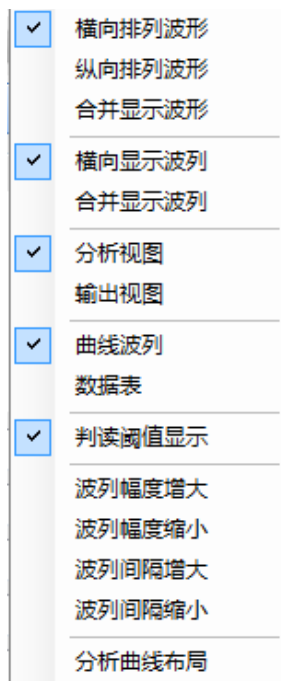 横向排列波形
纵向排列波形
合并显示波形
横向显示波列
合并显示波列
分析视图
输出视图
曲线波列
数据表
判读阈值显示
波列幅度增大
波列幅度缩小
波列间隔增大
波列间隔缩小
分析曲线布局